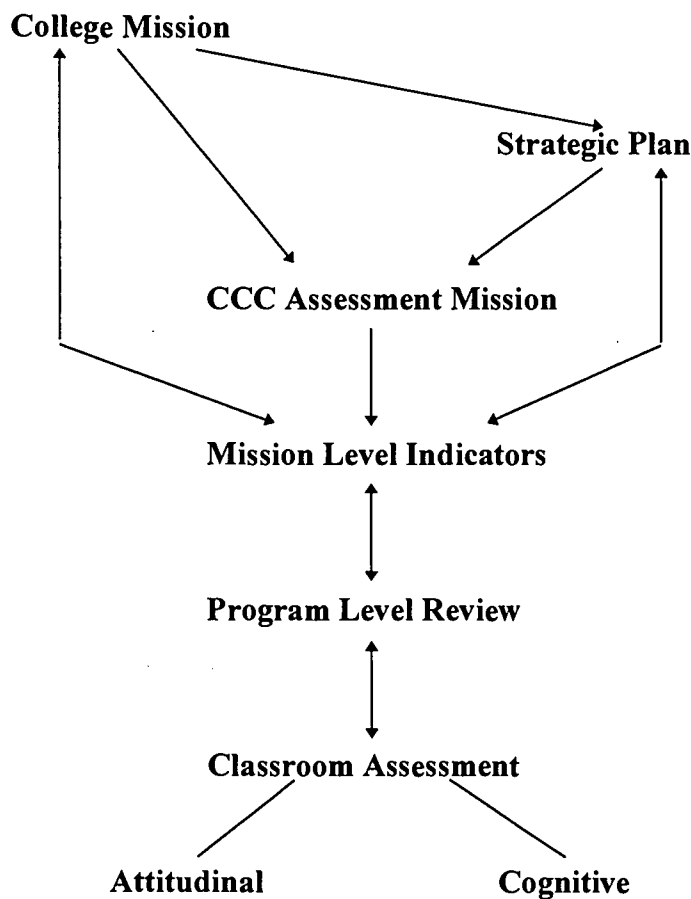 College Mission
Strategic Plan
CCC Assessment Mission
Mission Level Indicators
Program Level Review
Classroom Assessment
Attitudinal
Cognitive